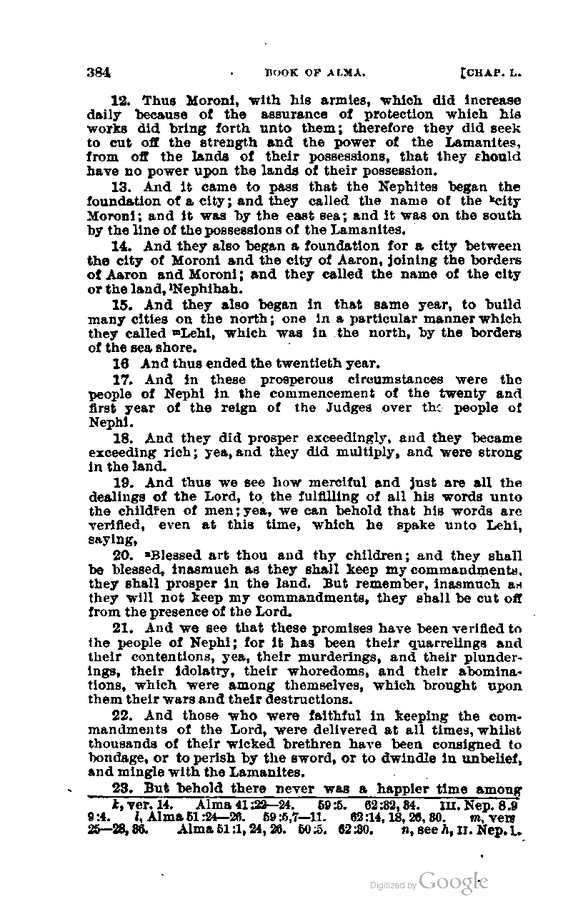 384 BOOK OF ALMA. [CHAP. L.
12. Thus Moroni, with his armies, which did increase
daily because of the assurance of protection which his
works did bring forth unto them; therefore they did seek
to cut off the strength and the power of the Lamanites,
from off the lands of their possessions, that they should
have no power upon the lands of their possession.
13. And it came to pass that the Nephites began the
foundation of a city; and they called the name of the ᵏcity
Moroni; and it was by the east sea; and it was on the south
by the line of the possessions of the Lamanites.
14. And they also began a foundation for a city between
the city of Moroni and the city of Aaron, joining the borders
of Aaron and Moroni; and they called the name of the city
or the land, ˡNephihah.
15. And they also began in that same year, to build
many cities on the north; one in a particular manner which
they called ᵐLehi, which was in the north, by the borders
of the sea shore.
16 And thus ended the twentieth year.
17. And in these prosperous circumstances were the
people of Nephi in the commencement of the twenty and
first year of the reign of the Judges over the people of
Nephi.
18. And they did prosper exceedingly, and they became
exceeding rich; yea, and they did multiply, and were strong
in the land.
19. And thus we see how merciful and just are all the
dealings of the Lord, to the fulfilling of all his words unto
the children of men; yea, we can behold that his words are
verified, even at this time, which he spake unto Lehi,
saying,
20. ⁿBlessed art thou and thy children; and they shall
be blessed, inasmuch as they shall keep my commandments,
they shall prosper in the land. But remember, inasmuch as
they will not keep my commandments, they shall be cut off
from the presence of the Lord.
21. And we see that these promises have been verified to
the people of Nephi; for it has been their quarrelings and
their contentions, yea, their murderings, and their plunder-
ings, their idolatry, their whoredoms, and their abomina-
tions, which were among themselves, which brought upon
them their wars and their destructions.
22. And those who were faithful in keeping the com-
mandments of the Lord, were delivered at all times, whilst
thousands of their wicked brethren have been consigned to
bondage, or to perish by the sword, or to dwindle in unbelief,
and mingle with the Lamanites.
23. But behold there never was a happier time among
k, ver. 14. Alma 41:22—24. 59:5. 62:32, 34. III. Nep. 8.9
9:4. l, Alma 51:24—26. 59:5,7—11. 62:14, 18, 26, 30. m, vers
25—28, 36. Alma 51:1, 24, 26. 50:5. 62:30. n, see h, II. Nep. 1.
Digitized by Google